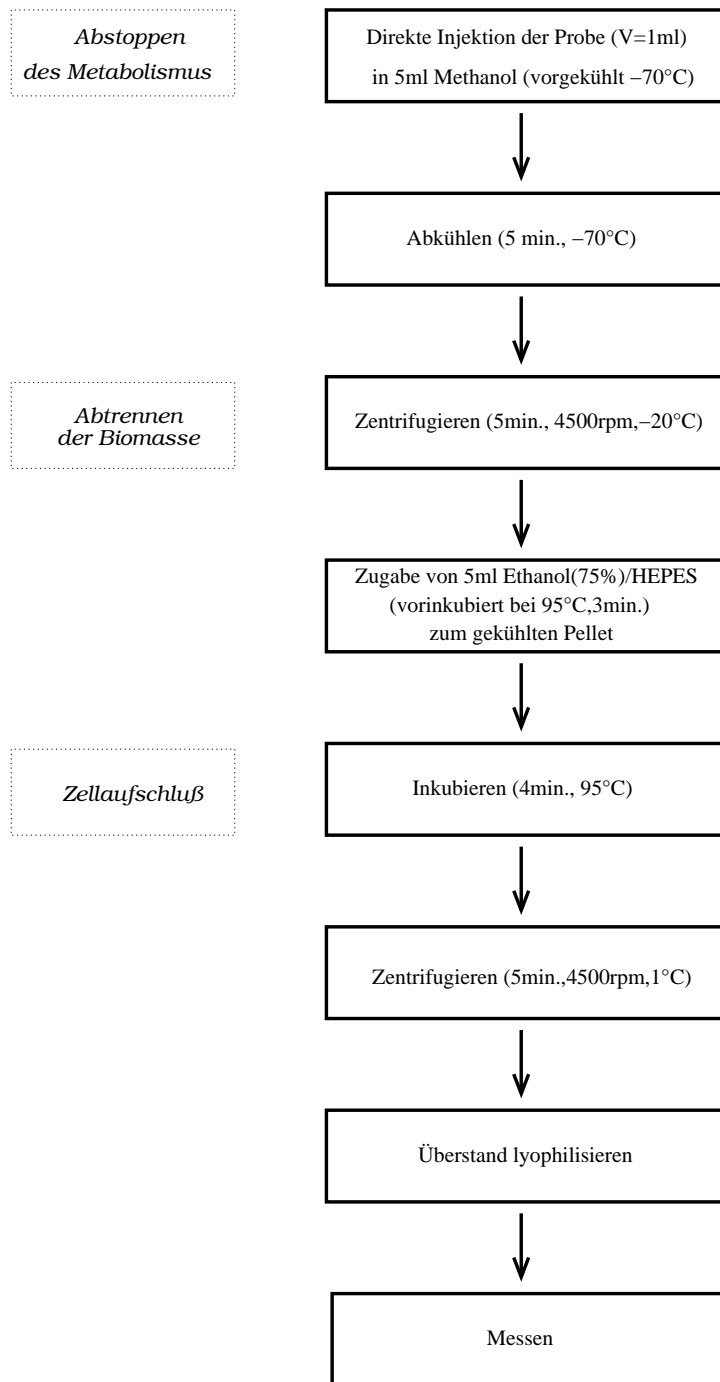 Abstoppen
des Metabolismus
Direkte Injektion der Probe (V=1ml)
in 5ml Methanol (vorgekühlt −70°C)
Abkühlen (5 min., −70°C)
Abtrennen
der Biomasse
Zentrifugieren (5min., 4500rpm,−20°C)
Zugabe von 5ml Ethanol(75%)/HEPES
(vorinkubiert bei 95°C,3min.)
zum gekühlten Pellet
Zellaufschluß
Inkubieren (4min., 95°C)
Zentrifugieren (5min.,4500rpm,1°C)
Überstand lyophilisieren
Messen